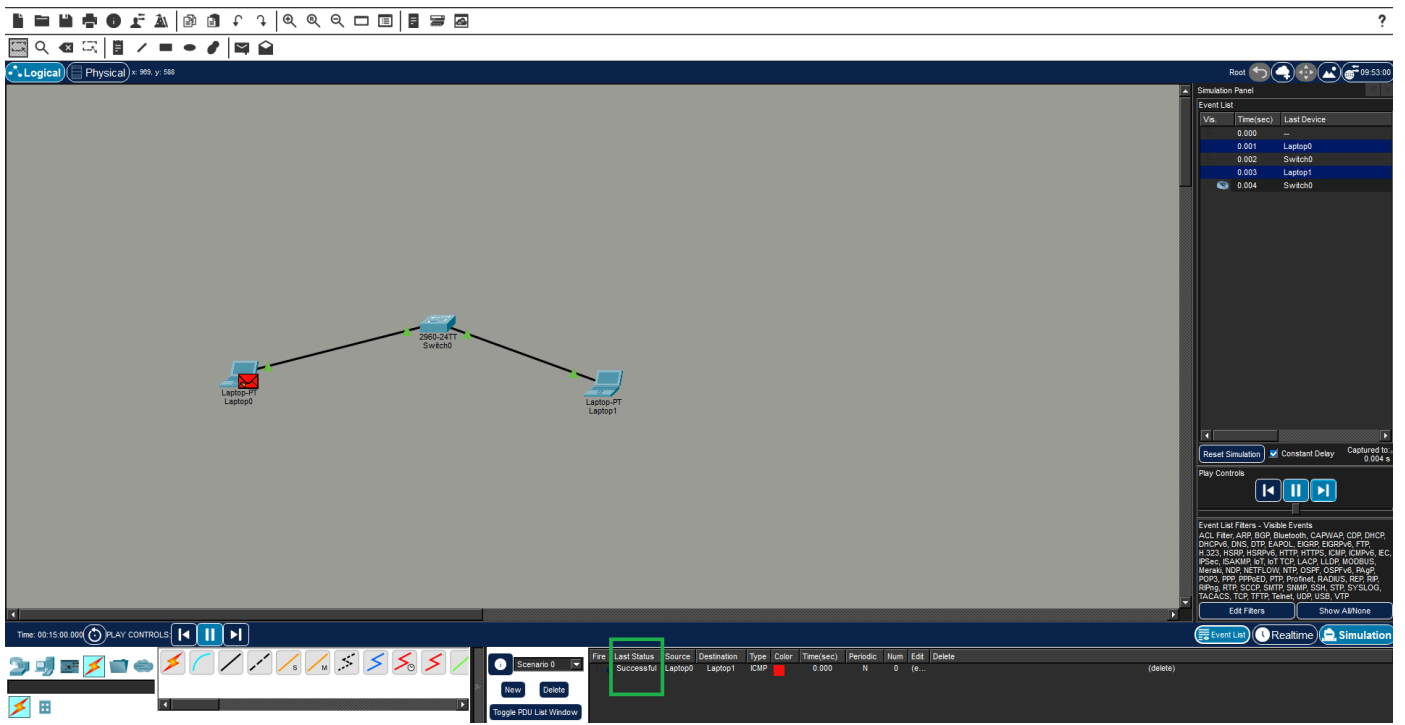 ?
Logical Physical x: 969, y: 568 Root 09:53:00
Simulation Panel
Event List
Vis. Time(sec) Last Device
0.000 --
0.001 Laptop0
0.002 Switch0
0.003 Laptop1
0.004 Switch0
2960-24TT
Switch0
Laptop-PT
Laptop0
Laptop-PT
Laptop1
Reset Simulation Constant Delay Captured to:
0.004 s
Play Controls
Event List Filters - Visible Events
ACL Filter, ARP, BGP, Bluetooth, CAPWAP, CDP, DHCP,
DHCPv6, DNS, DTP, EAPOL, EIGRP, EIGRPv6, FTP,
H.323, HSRP, HSRPv6, HTTP, HTTPS, ICMP, ICMPv6, IEC,
IPSec, ISAKMP, IoT, IoT TCP, LACP, LLDP, MODBUS,
Meraki, NDP, NETFLOW, NTP, OSPF, OSPFv6, PAgP,
POP3, PPP, PPPoED, PTP, Profinet, RADIUS, REP, RIP,
RIPng, RTP, SCCP, SMTP, SNMP, SSH, STP, SYSLOG,
TACACS, TCP, TFTP, Telnet, UDP, USB, VTP
Edit Filters Show All/None
Time: 00:15:00.000 PLAY CONTROLS: Event List Realtime Simulation
Scenario 0
New Delete
Toggle PDU List Window
Fire Last Status Source Destination Type Color Time(sec) Periodic Num Edit Delete
Successful Laptop0 Laptop1 ICMP 0.000 N 0 (e... (delete)
S
M